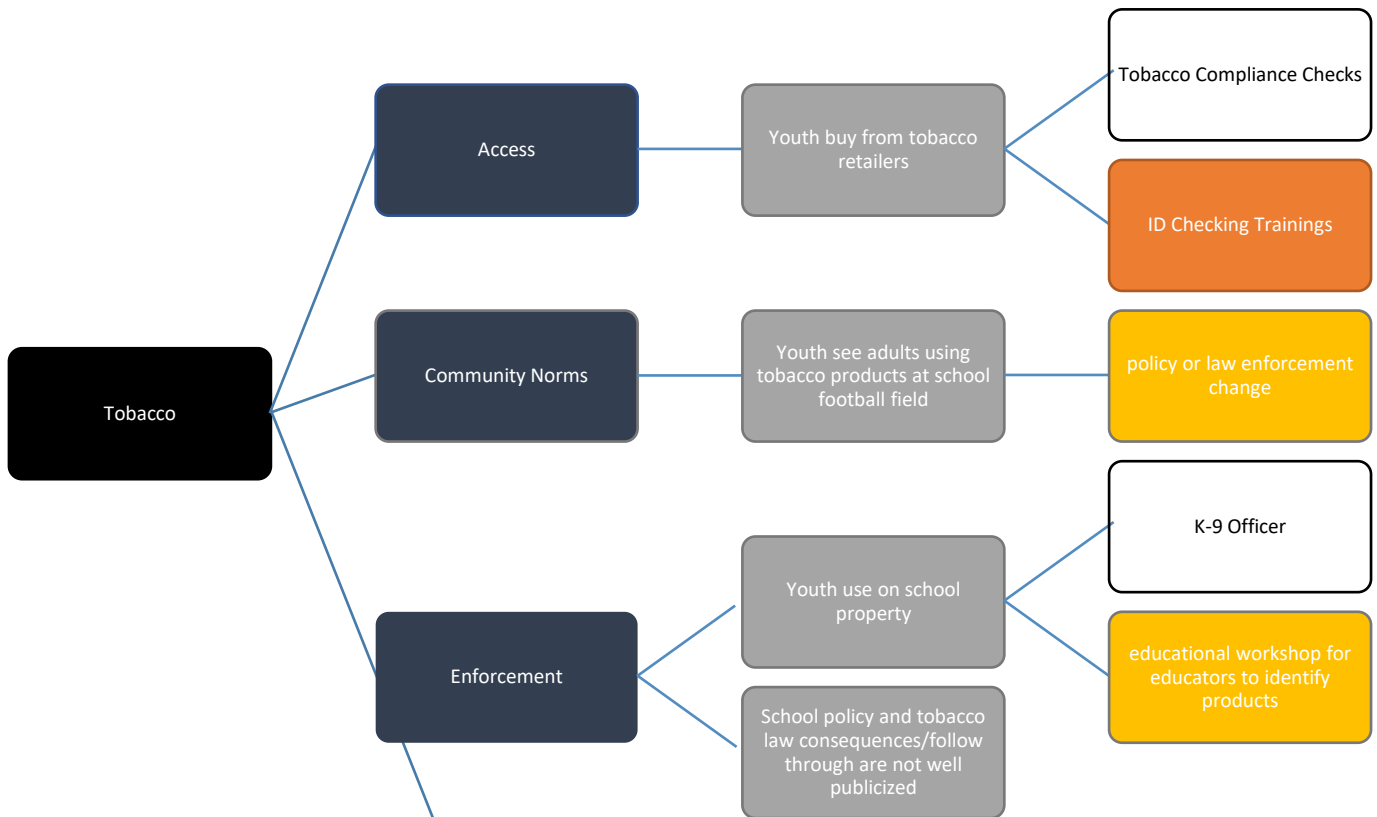 Tobacco
Access
Youth buy from tobacco
retailers
Tobacco Compliance Checks
ID Checking Trainings
Community Norms
Youth see adults using
tobacco products at school
football field
policy or law enforcement
change
Enforcement
Youth use on school
property
K-9 Officer
educational workshop for
educators to identify
products
School policy and tobacco
law consequences/follow
through are not well
publicized